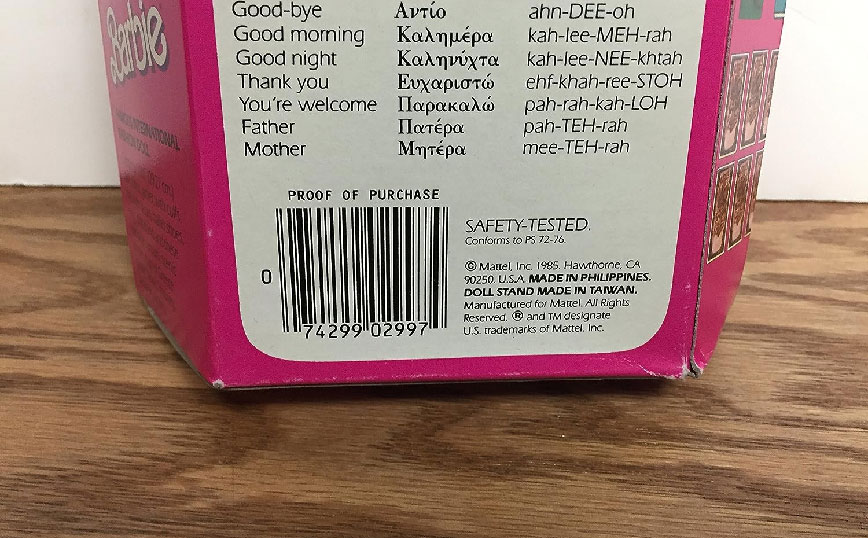 Barbie
Good-bye Αντίο ahn-DEE-oh
Good morning Καλημέρα kah-lee-MEH-rah
Good night Καληνύχτα kah-lee-NEE-khtah
Thank you Ευχαριστώ ehf-khah-ree-STOH
You're welcome Παρακαλώ pah-rah-kah-LOH
Father Πατέρα pah-TEH-rah
Mother Μητέρα mee-TEH-rah
PROOF OF PURCHASE
0 74299 02997
SAFETY-TESTED.
Conforms to PS 72-76.
© Mattel, Inc. 1985. Hawthorne, CA
90250. U.S.A. MADE IN PHILIPPINES.
DOLL STAND MADE IN TAIWAN.
Manufactured for Mattel. All Rights
Reserved. ® and TM designate
U.S. trademarks of Mattel, Inc.